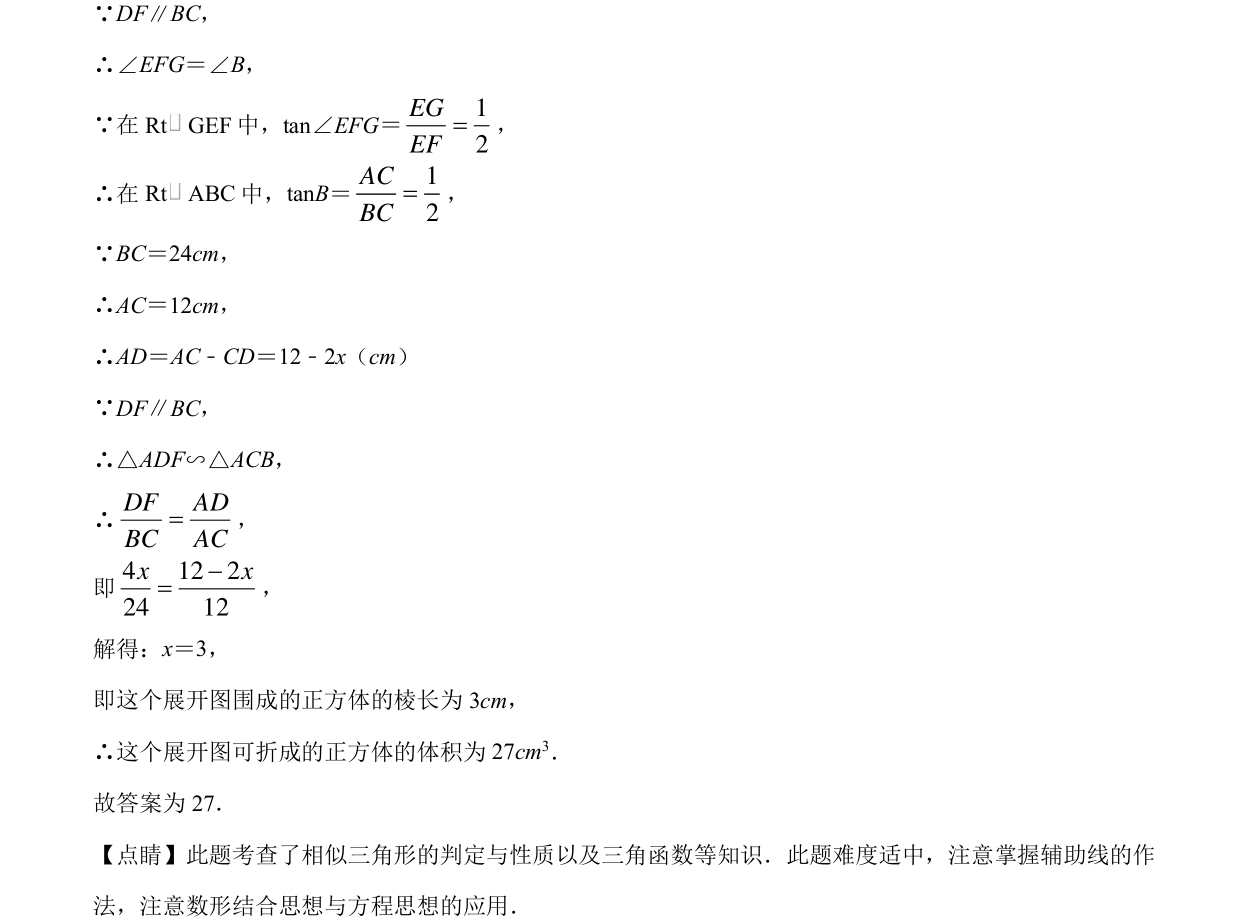 ∵DF∥BC，
∴∠EFG＝∠B，
∵在 Rt GEF 中，tan∠EFG＝EG/EF = 1/2，
∴在 Rt ABC 中，tanB＝AC/BC = 1/2，
∵BC＝24cm，
∴AC＝12cm，
∴AD＝AC﹣CD＝12﹣2x（cm）
∵DF∥BC，
∴△ADF∽△ACB，
∴DF/BC = AD/AC，
即 4x/24 = (12−2x)/12，
解得：x＝3，
即这个展开图围成的正方体的棱长为 3cm，
∴这个展开图可折成的正方体的体积为 27cm³．
故答案为 27．
【点睛】此题考查了相似三角形的判定与性质以及三角函数等知识．此题难度适中，注意掌握辅助线的作
法，注意数形结合思想与方程思想的应用．